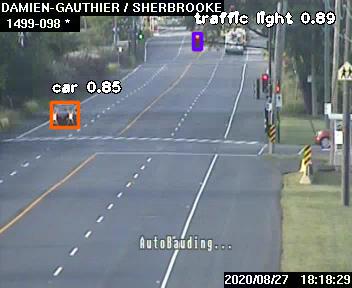 DAMIEN-GAUTHIER / SHERBROOKE
traffic light 0.89
1499-098 *
car 0.85
AutoBauding...
2020/08/27 18:18:29